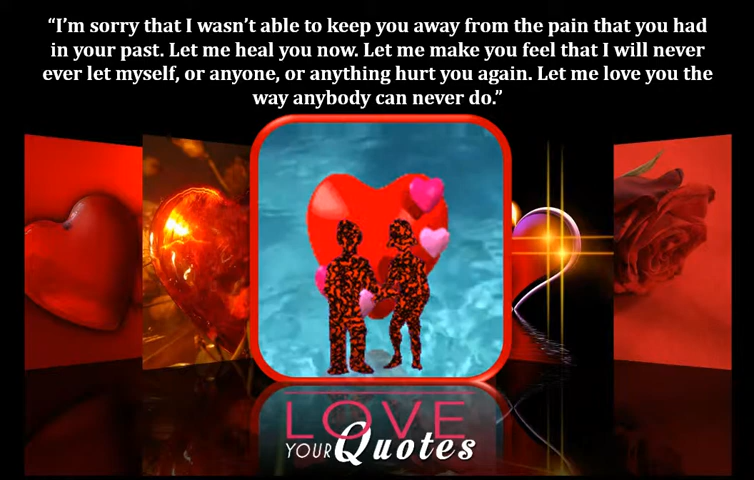 “I’m sorry that I wasn’t able to keep you away from the pain that you had
in your past. Let me heal you now. Let me make you feel that I will never
ever let myself, or anyone, or anything hurt you again. Let me love you the
way anybody can never do.”
LOVE
YOUR Quotes